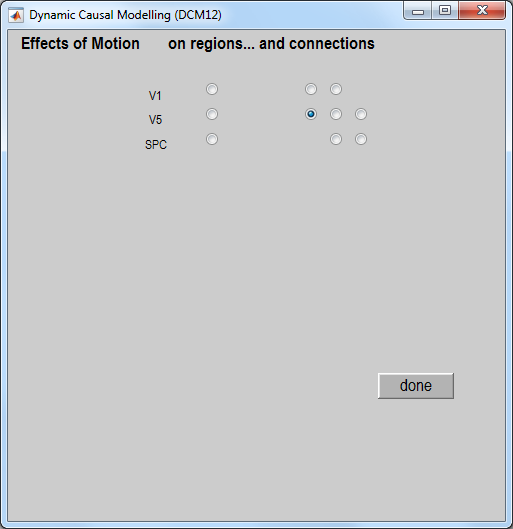 Dynamic Causal Modelling (DCM12)
Effects of Motion on regions... and connections
V1
V5
SPC
done